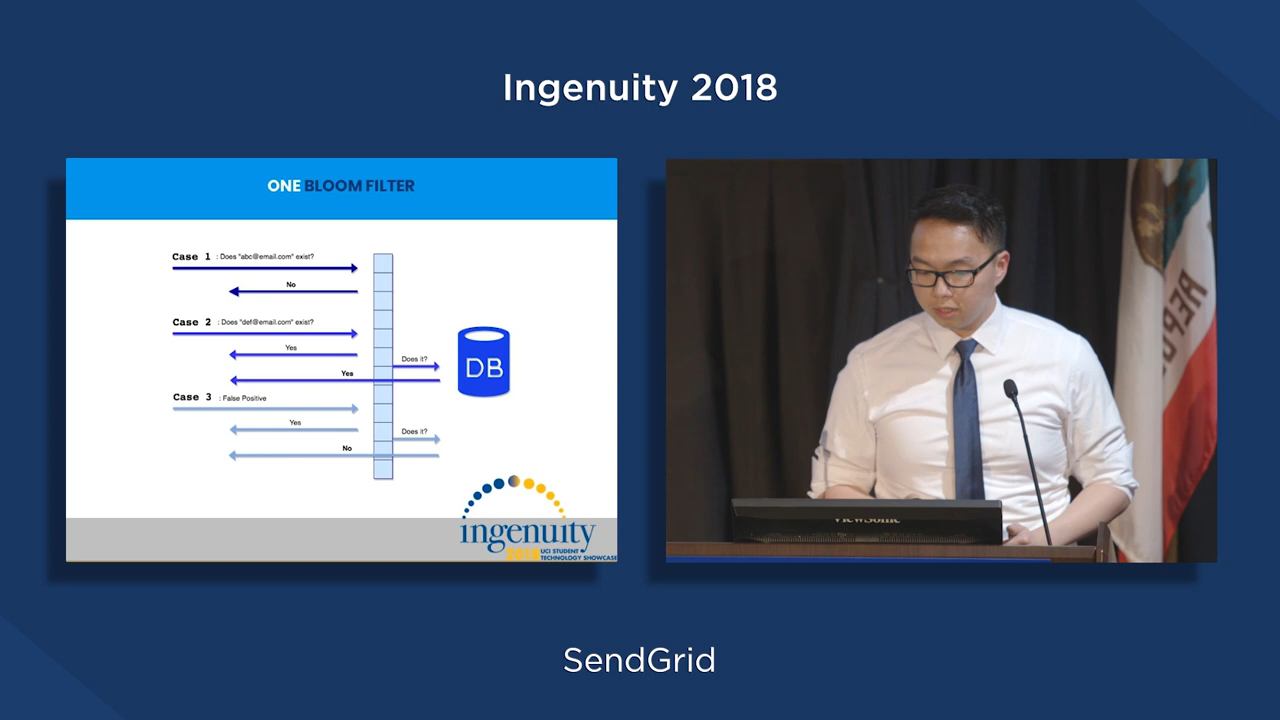 Ingenuity 2018
ONE BLOOM FILTER
Case 1 : Does "abc@email.com" exist?
No
Case 2 : Does "def@email.com" exist?
Yes
Does it?
Yes
DB
Case 3 : False Positive
Yes
Does it?
No
ingenuity
2018 UCI STUDENT
TECHNOLOGY SHOWCASE
ViewSonic
REP
SendGrid